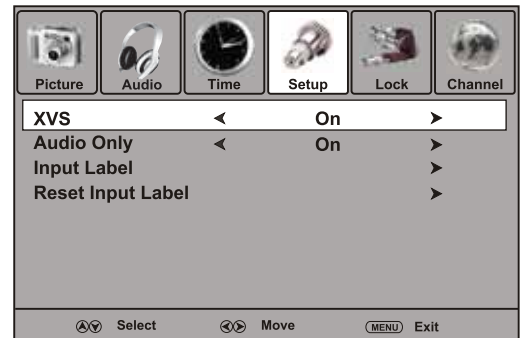 Picture Audio Time Setup Lock Channel
XVS On
Audio Only On
Input Label
Reset Input Label
Select Move MENU Exit